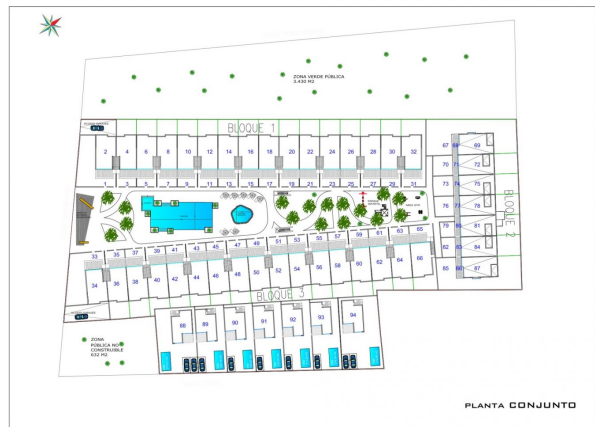 ZONA VERDE PÚBLICA
3.430 M2
BLOQUE 1
2 4 6 8 10 12 14 16 18 20 22 24 26 28 30 32
1 3 5 7 9 11 13 15 17 19 21 23 25 27 29 31
67 68 69
70 71 72
73 74 75
76 77 78
79 80 81
82 83 84
85 86 87
BLOQUE 2
33 35 37 39 41 43 45 47 49 51 53 55 57 59 61 63 65
34 36 38 40 42 44 46 48 50 52 54 56 58 60 62 64 66
BLOQUE 3
88 89 90 91 92 93 94
ZONA
PÚBLICA NO
CONSTRUIBLE
632 M2
PLANTA CONJUNTO